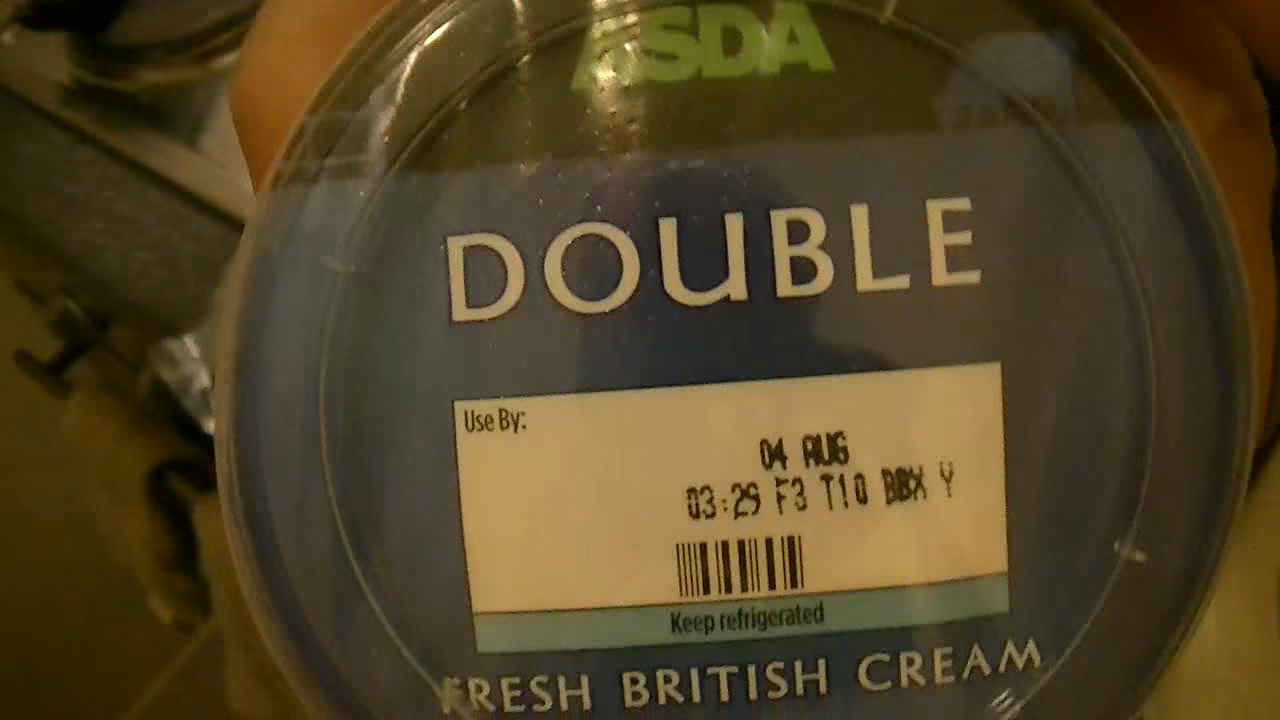 ASDA
DOUBLE
Use By:
04 AUG
03:29 F3 T10 BBX Y
Keep refrigerated
FRESH BRITISH CREAM